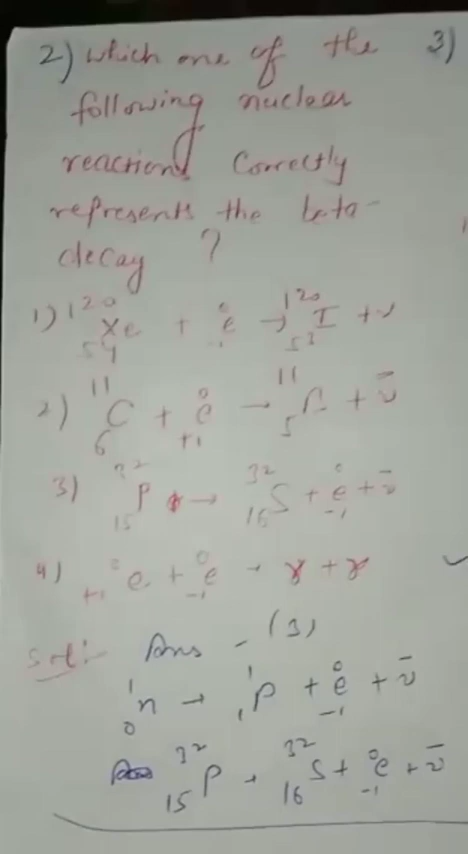 2) Which one of the 3)
following nuclear
reactions Correctly
represents the beta-
decay ?
1) ¹²⁰₅₄Xe + ⁰₋₁e → ¹²⁰₅₃I + ν
2) ¹¹₆C + ⁰₊₁e → ¹¹₅ + ν̄
3) ³²₁₅P → ³²₁₆S + ⁰₋₁e + ν̄
4) ⁰₊₁e + ⁰₋₁e → γ + γ
Sol:- Ans - (3)
¹₀n → ¹₁P + ⁰₋₁e + ν̄
³²₁₅P → ³²₁₆S + ⁰₋₁e + ν̄